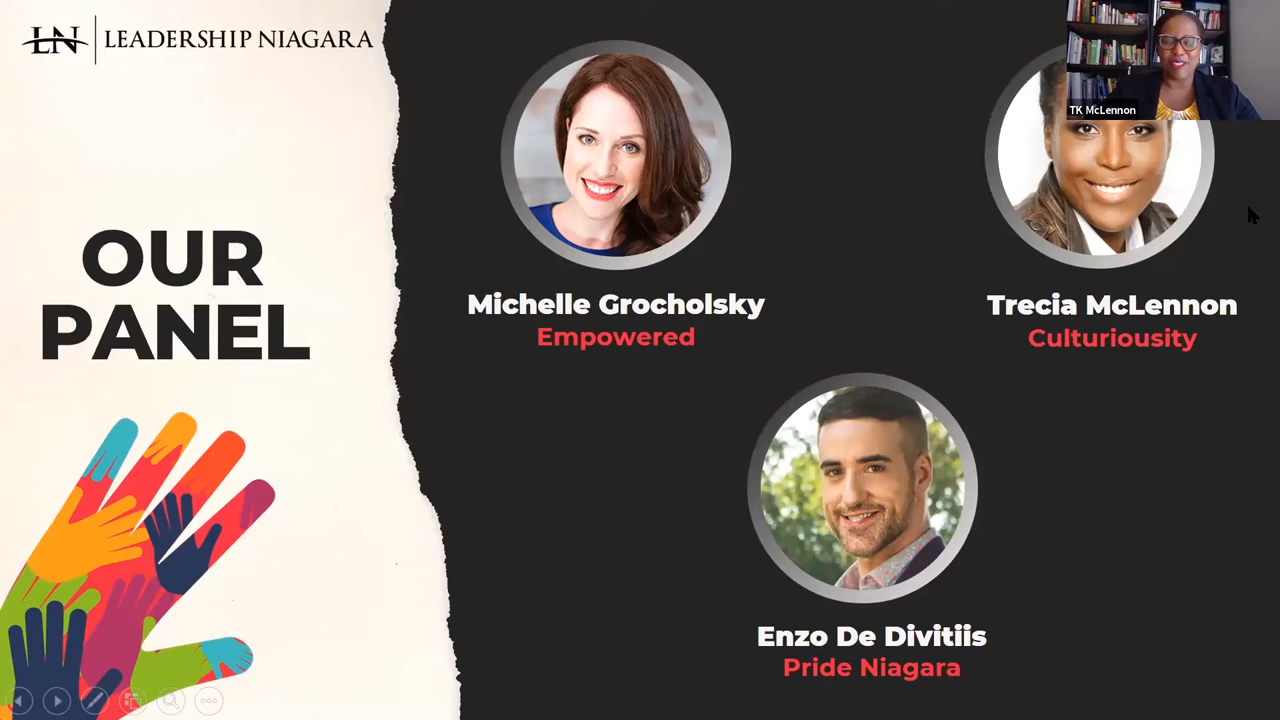 LN | LEADERSHIP NIAGARA
TK McLennon
OUR
PANEL
Michelle Grocholsky
Empowered
Trecia McLennon
Culturiousity
Enzo De Divitiis
Pride Niagara